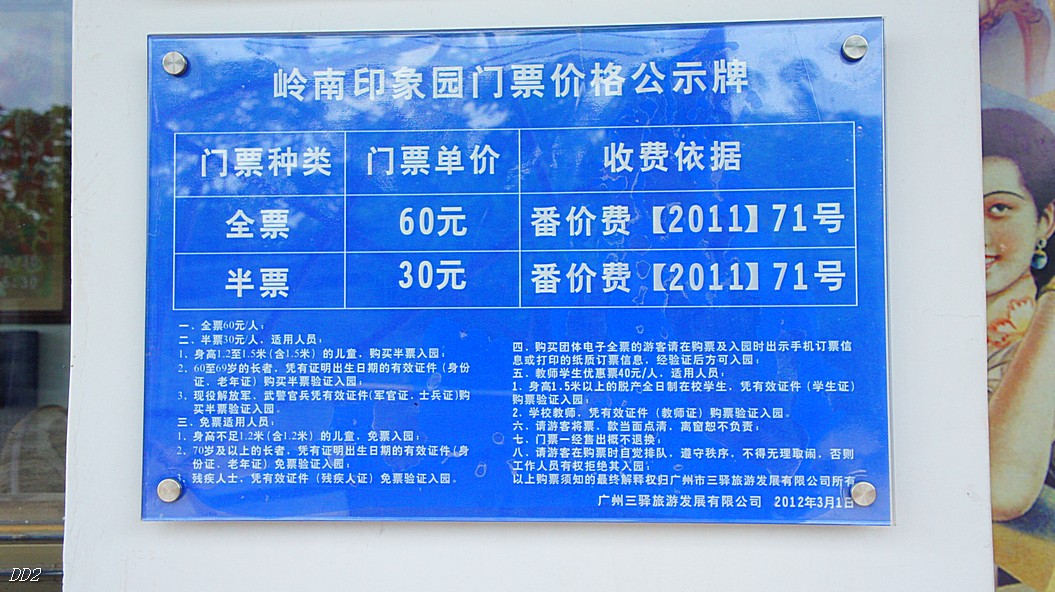 岭南印象园门票价格公示牌
门票种类 门票单价 收费依据
全票 60元 番价费【2011】71号
半票 30元 番价费【2011】71号
一、全票60元/人；
二、半票30元/人，适用人员：
1、身高1.2至1.5米(含1.5米）的儿童，购买半票入园；
2、60至69岁的长者，凭有证明出生日期的有效证件（身份
证、老年证）购买半票验证入园；
3、现役解放军、武警官兵凭有效证件(军官证、士兵证)购
买半票验证入园。
三、免票适用人员：
1、身高不足1.2米（含1.2米）的儿童，免票入园；
2、70岁及以上的长者，凭有证明出生日期的有效证件（身
份证、老年证）免票验证入园；
残疾人士，凭有效证件（残疾人证）免票验证入园。
四、购买团体电子全票的游客请在购票及入园时出示手机订票信
息或打印的纸质订票信息，经验证后方可入园；
五、教师学生优惠票40元/人，适用人员：
1、身高1.5米以上的脱产全日制在校学生，凭有效证件（学生证）
购票验证入园；
2、学校教师，凭有效证件（教师证）购票验证入园。
六、请游客将票、款当面点清，离窗恕不负责；
七、门票一经售出概不退换；
八、请游客在购票时自觉排队，遵守秩序，不得无理取闹，否则
工作人员有权拒绝其入园；
以上购票须知的最终解释权归广州市三驿旅游发展有限公司所有
广州三驿旅游发展有限公司 2012年3月1日
DD2